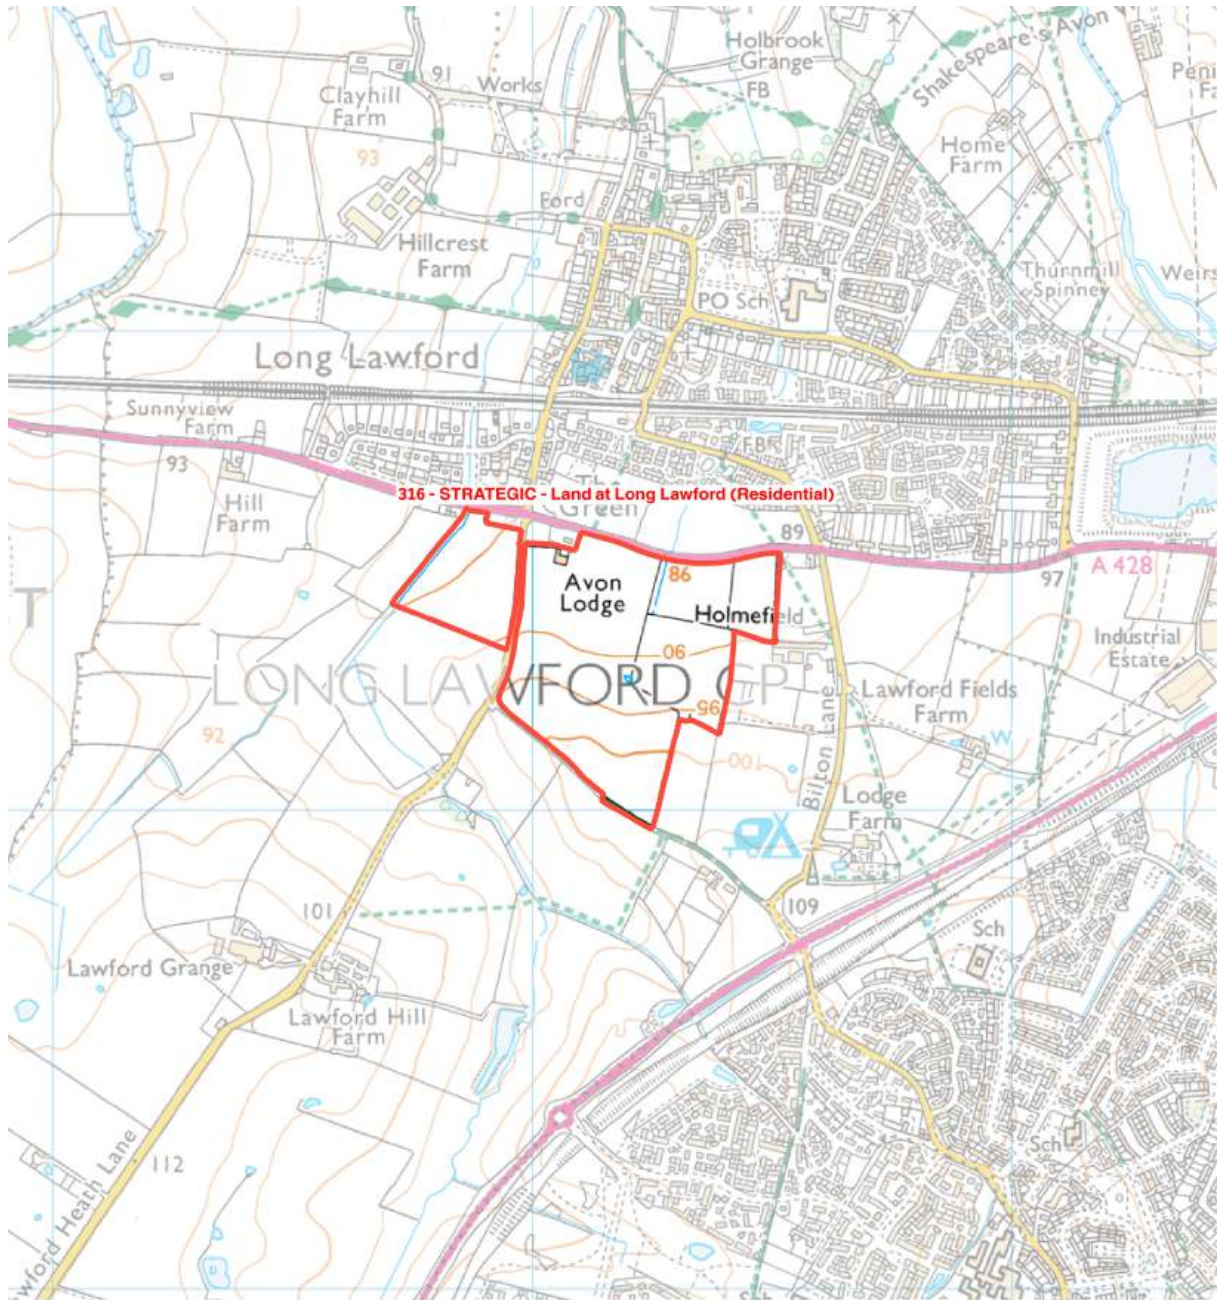 Holbrook
Grange
FB
Shakespeare's Avon
Peni
Fa
91
Works
Clayhill
Farm
93
Home
Farm
Ford
Hillcrest
Farm
PO Sch
Thurnmill
Spinney
Weirs
Long Lawford
Sunnyview
Farm
93
FB
Hill
Farm
316 - STRATEGIC - Land at Long Lawford (Residential)
The
Green
89
97
A 428
86
Avon
Lodge
Holmefield
T
Industrial
Estate
90
LONG LAWFORD CP
Lawford Fields
Farm
95
92
W
100
Bilton Lane
Lodge
Farm
101
109
Sch
Lawford Grange
Lawford Hill
Farm
Sch
112
wford Heath Lane